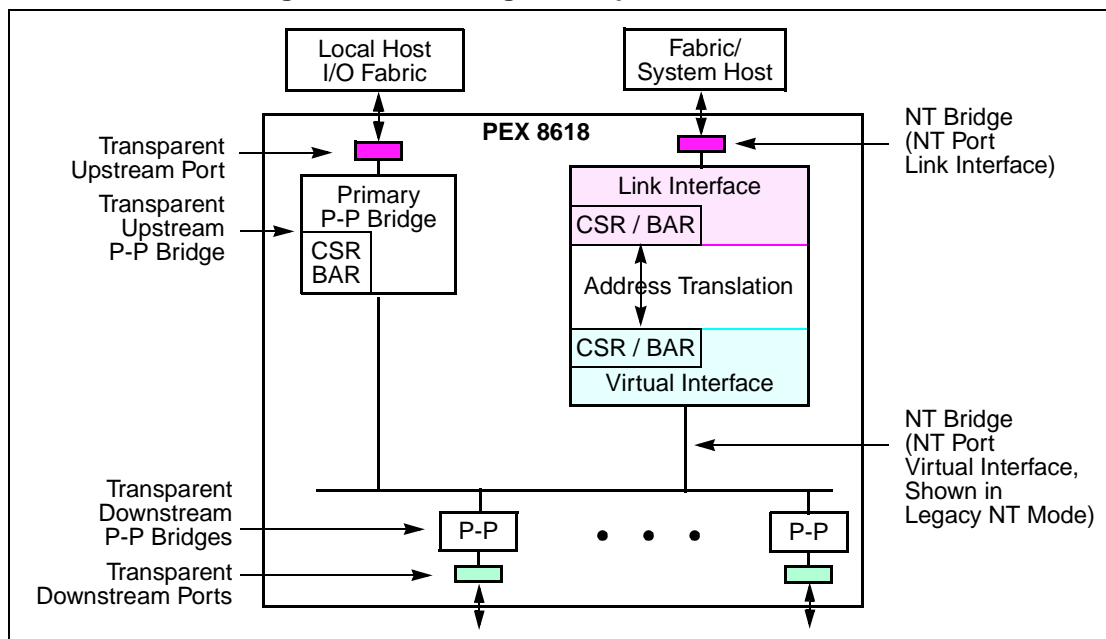 Local Host
I/O Fabric
Fabric/
System Host
PEX 8618
Transparent
Upstream Port
NT Bridge
(NT Port
Link Interface)
Transparent
Upstream
P-P Bridge
Primary
P-P Bridge
CSR
BAR
Link Interface
CSR / BAR
Address Translation
CSR / BAR
Virtual Interface
NT Bridge
(NT Port
Virtual Interface,
Shown in
Legacy NT Mode)
Transparent
Downstream
P-P Bridges
P-P
P-P
Transparent
Downstream Ports